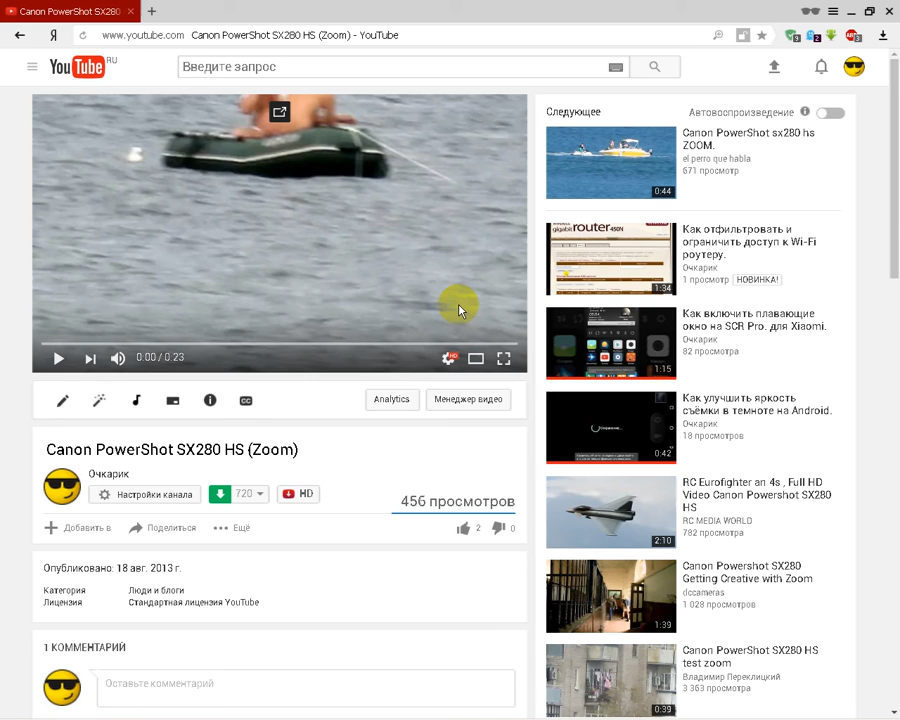 Canon PowerShot SX280
www.youtube.com Canon PowerShot SX280 HS (Zoom) - YouTube
YouTube RU
Введите запрос
0:00 / 0:23
Analytics
Менеджер видео
Canon PowerShot SX280 HS (Zoom)
Очкарик
Настройки канала
720
HD
456 просмотров
Добавить в
Поделиться
Ещё
2
0
Опубликовано: 18 авг. 2013 г.
Категория Люди и блоги
Лицензия Стандартная лицензия YouTube
1 КОММЕНТАРИЙ
Оставьте комментарий
Следующее
Автовоспроизведение
Canon PowerShot sx280 hs
ZOOM.
el perro que habla
671 просмотр
0:44
Как отфильтровать и
ограничить доступ к Wi-Fi
роутеру.
Очкарик
1 просмотр НОВИНКА!
gigabit router 450N
1:34
Как включить плавающие
окно на SCR Pro. для Xiaomi.
Очкарик
82 просмотра
1:15
Как улучшить яркость
съёмки в темноте на Android.
Очкарик
18 просмотров
0:42
RC Eurofighter an 4s , Full HD
Video Canon Powershot SX280
HS
RC MEDIA WORLD
782 просмотра
2:10
Canon Powershot SX280
Getting Creative with Zoom
dccameras
1 028 просмотров
1:39
Canon PowerShot SX280 HS
test zoom
Владимир Переклицкий
3 363 просмотра
0:39